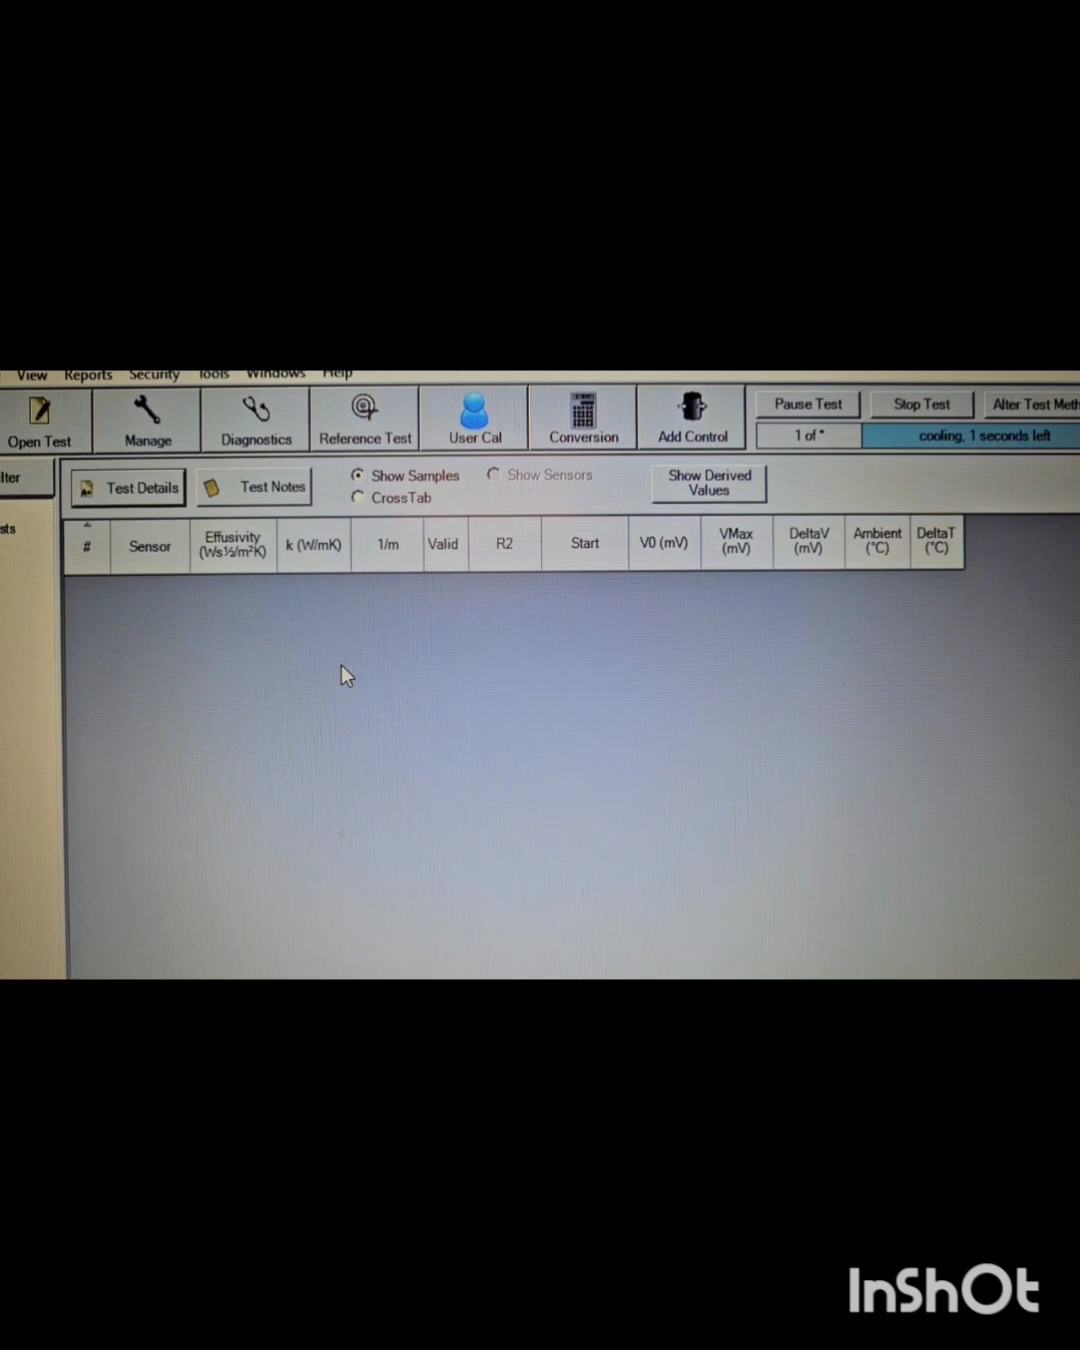 View Reports Security Tools Windows Help
Open Test Manage Diagnostics Reference Test User Cal Conversion Add Control
Pause Test Stop Test Alter Test Meth
1 of * cooling, 1 seconds left
ilter
Test Details Test Notes Show Samples Show Sensors
CrossTab
Show Derived
Values
sts
# Sensor Effusivity
(Ws½/m²K) k (W/mK) 1/m Valid R2 Start V0 (mV) VMax
(mV) DeltaV
(mV) Ambient
(°C) DeltaT
(°C)
InShOt